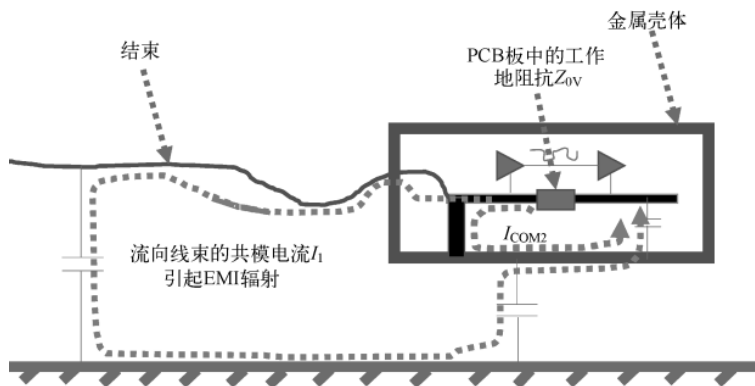 金属壳体
结束
PCB板中的工作
地阻抗Z0V
ICOM2
流向线束的共模电流I1
引起EMI辐射